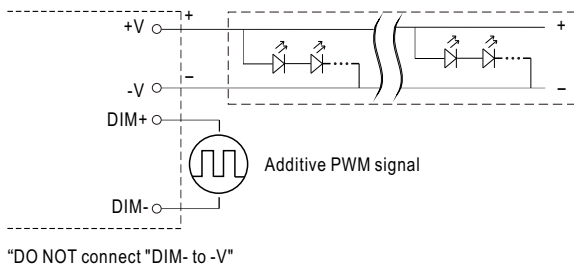 +V
+
+
-V
–
–
DIM+
Additive PWM signal
DIM-
“DO NOT connect "DIM- to -V"